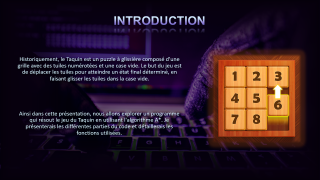 INTRODUCTION
Historiquement, le Taquin est un puzzle à glissière composé d'une
grille avec des tuiles numérotées et une case vide. Le but du jeu est
de déplacer les tuiles pour atteindre un état final déterminé, en
faisant glisser les tuiles dans la case vide.
Ainsi dans cette présentation, nous allons explorer un programme
qui résout le jeu du Taquin en utilisant l'algorithme A*. Je
présenterais les différentes parties du code et détaillerais les
fonctions utilisées.
1 2 3
4 5 6
7 8